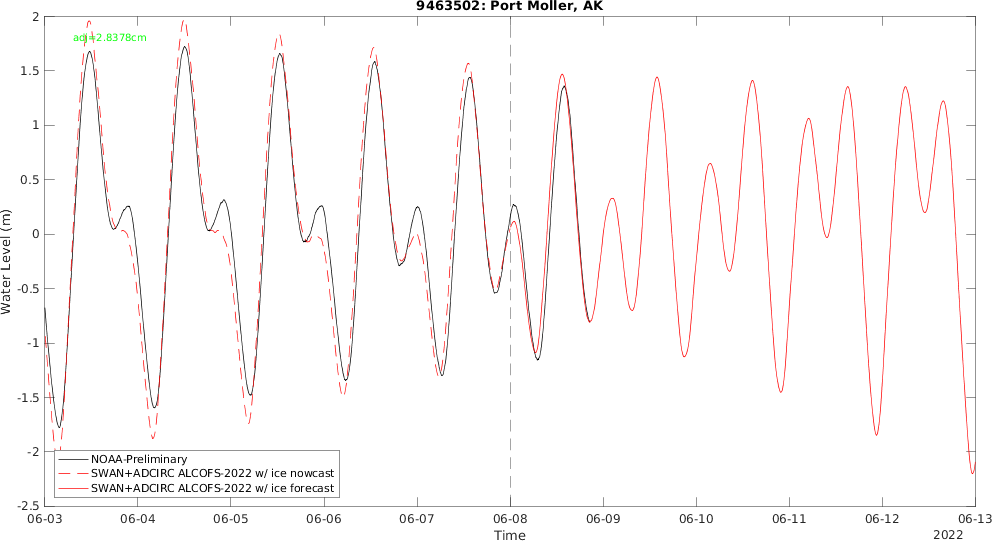 9463502: Port Moller, AK
adj=2.8378cm
2
1.5
1
0.5
0
-0.5
-1
-1.5
-2
-2.5
Water Level (m)
NOAA-Preliminary
SWAN+ADCIRC ALCOFS-2022 w/ ice nowcast
SWAN+ADCIRC ALCOFS-2022 w/ ice forecast
06-03 06-04 06-05 06-06 06-07 06-08 06-09 06-10 06-11 06-12 06-13
Time
2022